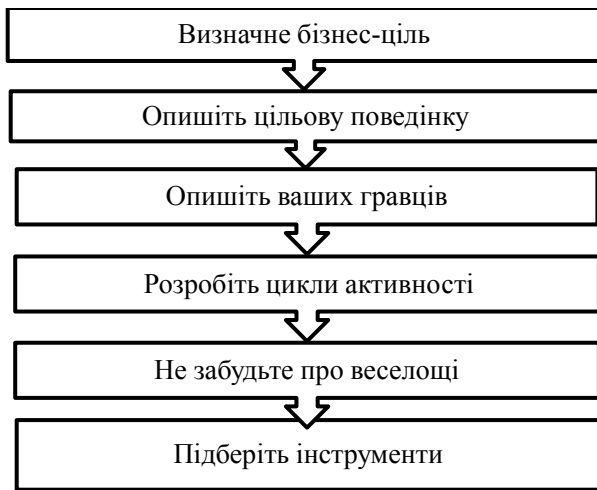 Визначне бізнес-ціль
Опишіть цільову поведінку
Опишіть ваших гравців
Розробіть цикли активності
Не забудьте про веселощі
Підберіть інструменти